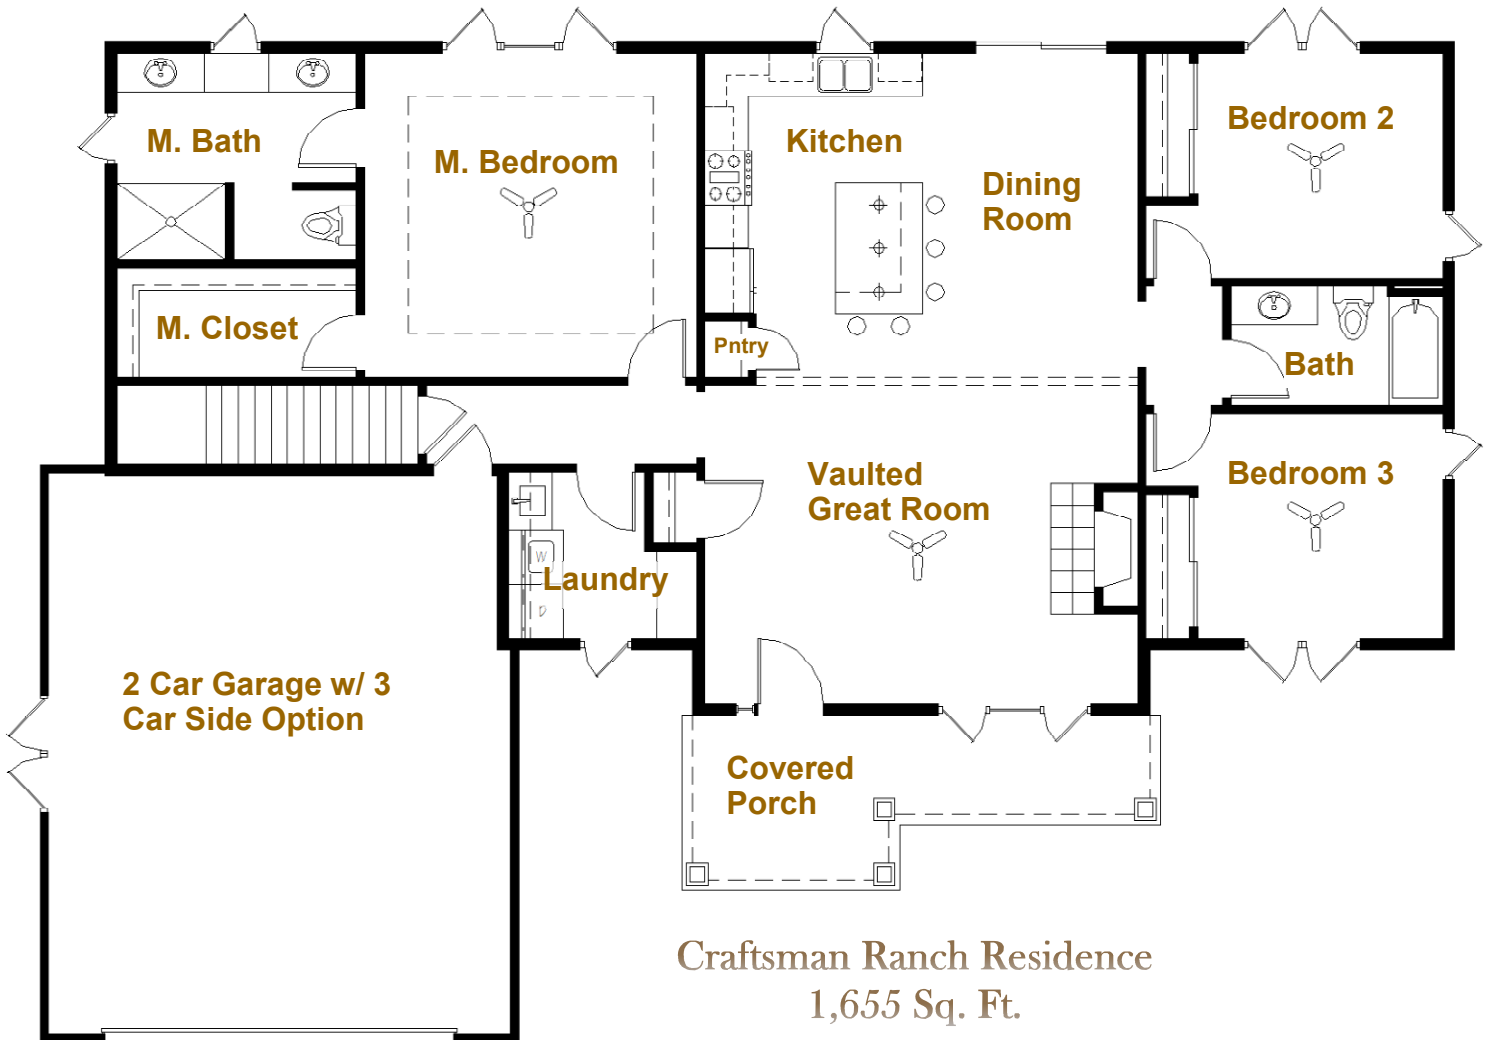 M. Bath
M. Bedroom
Kitchen
Bedroom 2
Dining
Room
M. Closet
Pntry
Bath
Vaulted
Great Room
Bedroom 3
W
Laundry
D
2 Car Garage w/ 3
Car Side Option
Covered
Porch
Craftsman Ranch Residence
1,655 Sq. Ft.